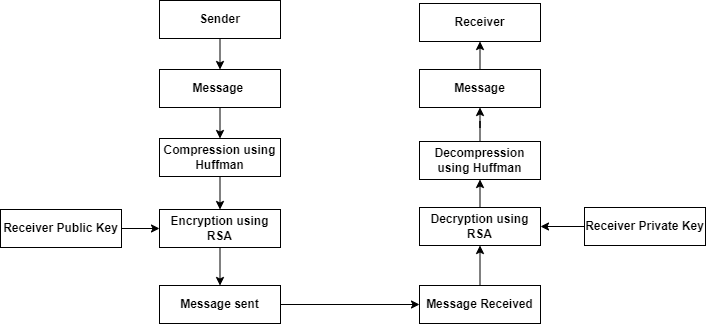 Sender
Message
Compression using
Huffman
Receiver Public Key
Encryption using
RSA
Message sent
Receiver
Message
Decompression
using Huffman
Decryption using
RSA
Receiver Private Key
Message Received